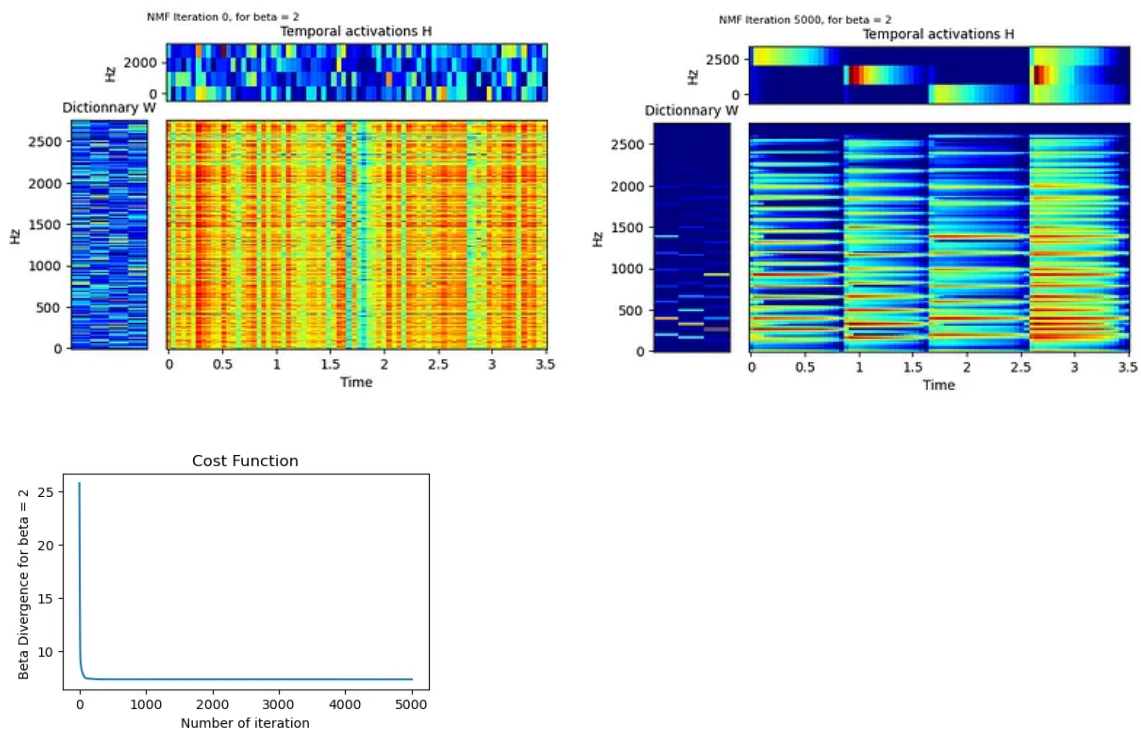 NMF Iteration 0, for beta = 2
Temporal activations H
2000
0
Hz
Dictionnary W
2500
2000
1500
1000
500
0
Hz
0 0.5 1 1.5 2 2.5 3 3.5
Time
NMF Iteration 5000, for beta = 2
Temporal activations H
2500
0
Hz
Dictionnary W
2500
2000
1500
1000
500
0
Hz
0 0.5 1 1.5 2 2.5 3 3.5
Time
Cost Function
25
20
15
10
Beta Divergence for beta = 2
0 1000 2000 3000 4000 5000
Number of iteration